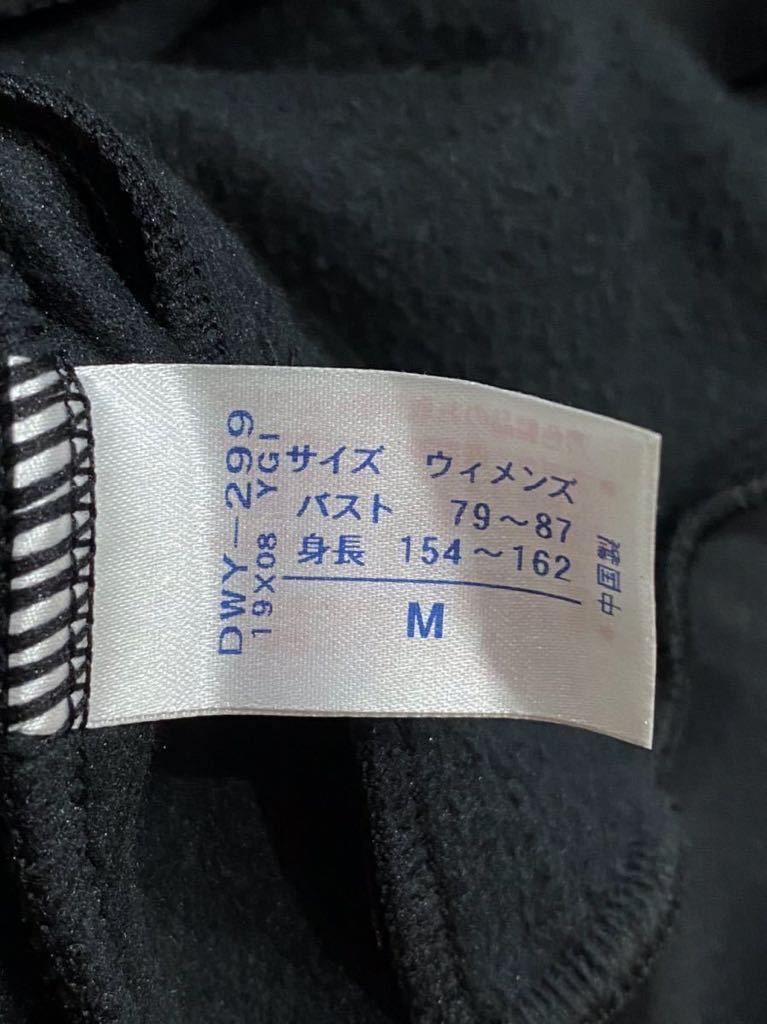 DWY-299
19X08 YGI
サイズ ウィメンズ
バスト 79～87
身長 154～162
M
中国製